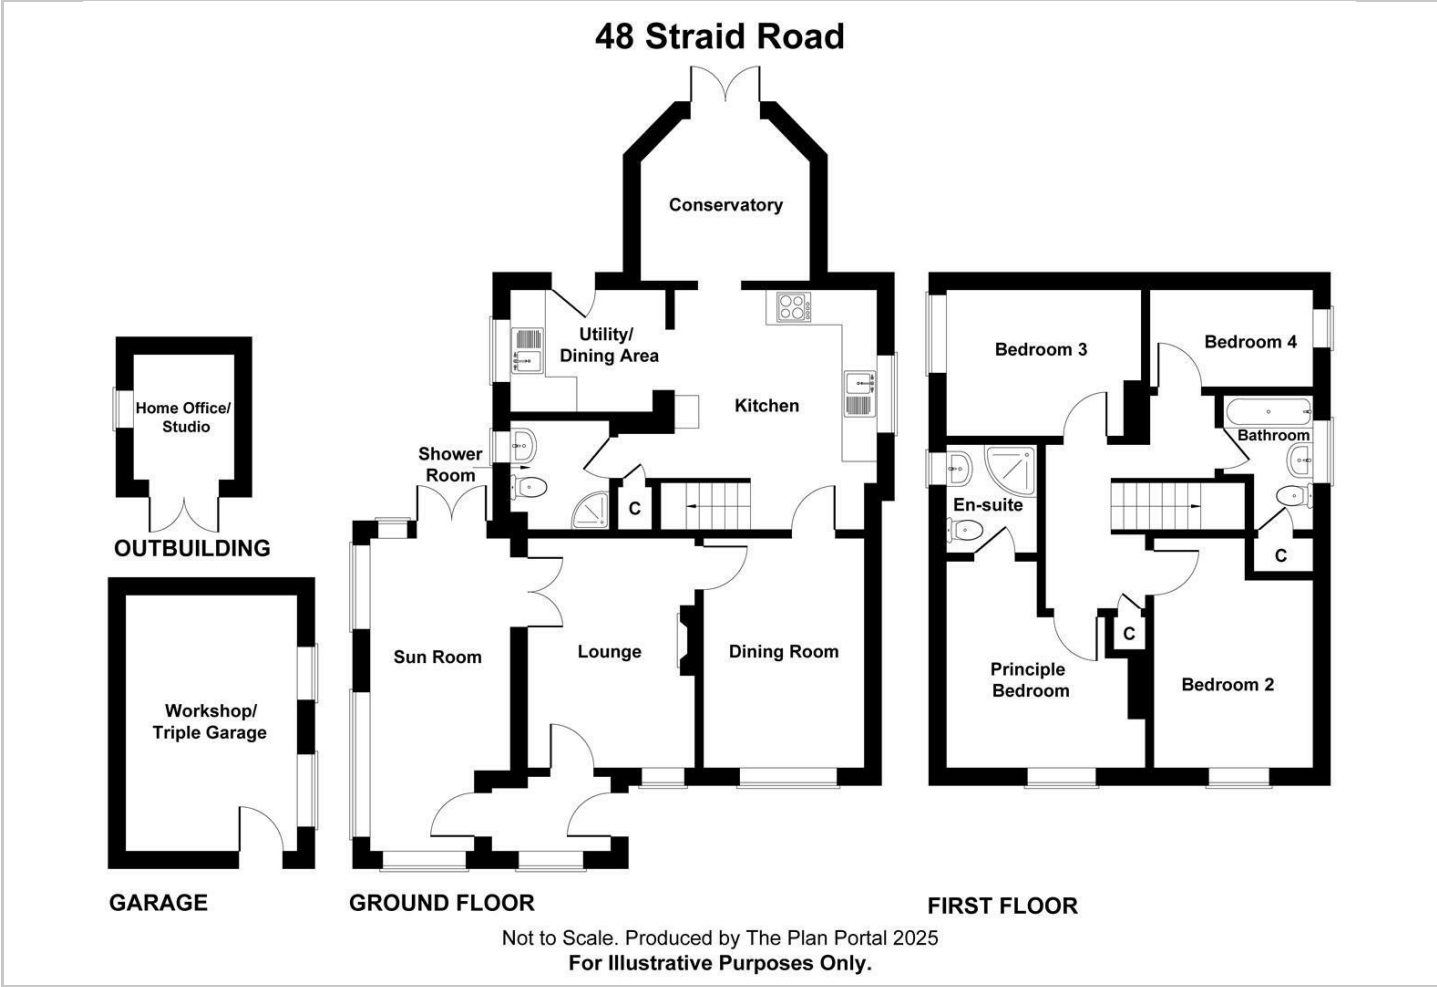 48 Straid Road
Conservatory
Utility/
Dining Area
Kitchen
Shower
Room
C
Sun Room
Lounge
Dining Room
Home Office/
Studio
OUTBUILDING
Workshop/
Triple Garage
GARAGE
GROUND FLOOR
Bedroom 3
Bedroom 4
Bathroom
En-suite
C
C
Principle
Bedroom
Bedroom 2
FIRST FLOOR
Not to Scale. Produced by The Plan Portal 2025
For Illustrative Purposes Only.